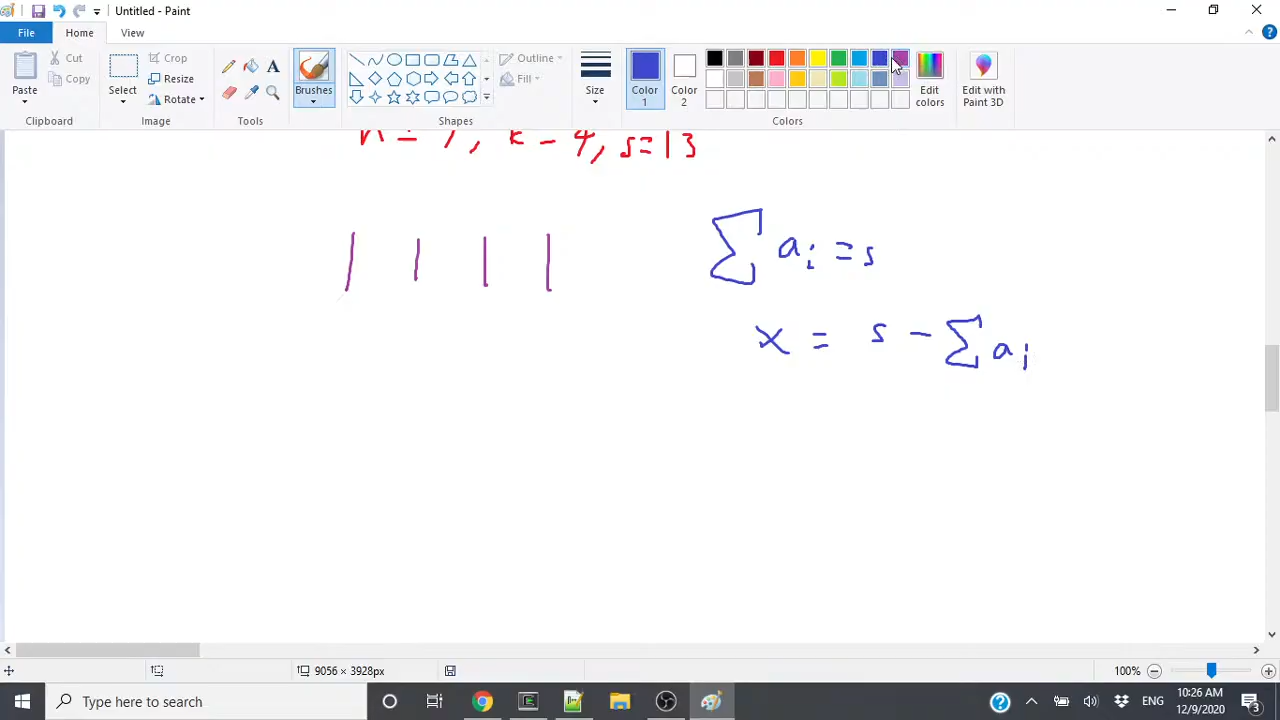 Untitled - Paint
File Home View
Paste
Cut
Copy
Clipboard
Select
Crop
Resize
Rotate
Image
A
Tools
Brushes
Outline
Fill
Shapes
Size
Color 1
Color 2
Edit colors
Edit with Paint 3D
Colors
k = 4, s=13
∑ ai = s
x = s - ∑ ai
9056 × 3928px
100%
Type here to search
ENG
10:26 AM
12/9/2020
3